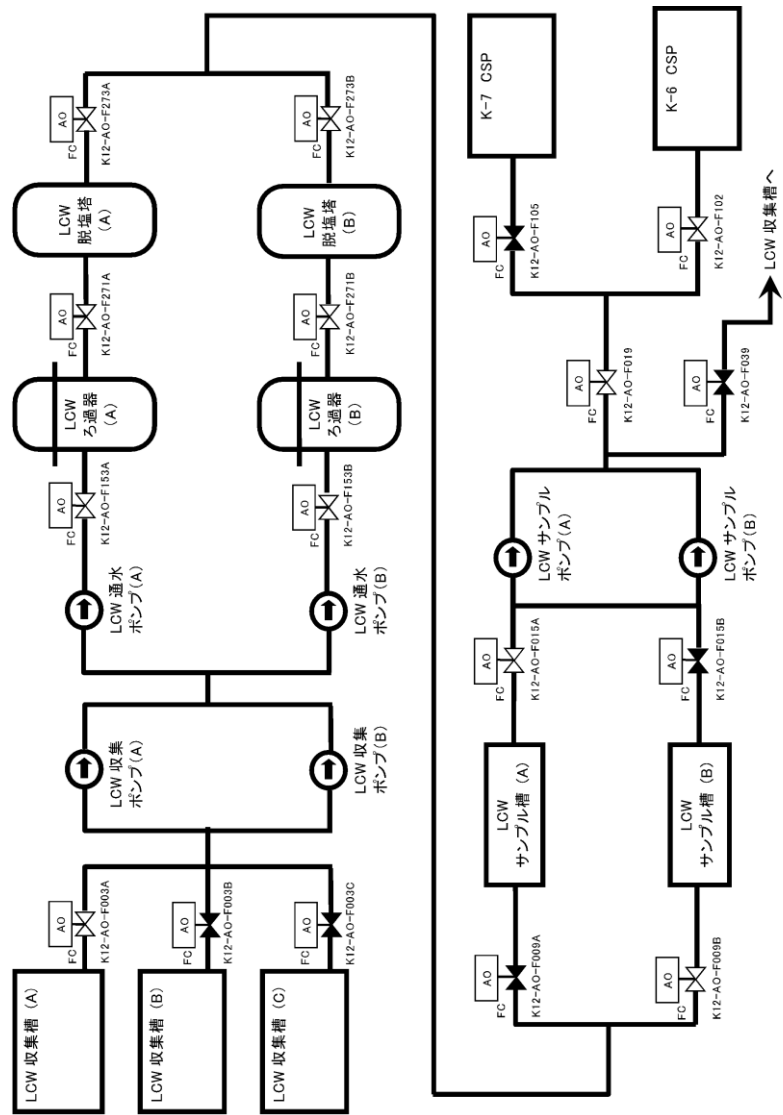 LCW 収集槽 (A)
LCW 収集槽 (B)
LCW 収集槽 (C)
AO
FC
K12-AO-F003A
AO
FC
K12-AO-F003B
AO
FC
K12-AO-F003C
LCW 収集
ポンプ(A)
LCW 収集
ポンプ(B)
LCW 通水
ポンプ(A)
LCW 通水
ポンプ(B)
AO
FC
K12-AO-F153A
AO
FC
K12-AO-F153B
LCW
ろ過器
(A)
LCW
ろ過器
(B)
AO
FC
K12-AO-F271A
AO
FC
K12-AO-F271B
LCW
脱塩塔
(A)
LCW
脱塩塔
(B)
AO
FC
K12-AO-F273A
AO
FC
K12-AO-F273B
AO
FC
K12-AO-F009A
AO
FC
K12-AO-F009B
LCW
サンプル槽 (A)
LCW
サンプル槽 (B)
AO
FC
K12-AO-F015A
AO
FC
K12-AO-F015B
LCW サンプル
ポンプ(A)
LCW サンプル
ポンプ(B)
AO
FC
K12-AO-F019
AO
FC
K12-AO-F039
LCW 収集槽へ
AO
FC
K12-AO-F105
AO
FC
K12-AO-F102
K-7 CSP
K-6 CSP